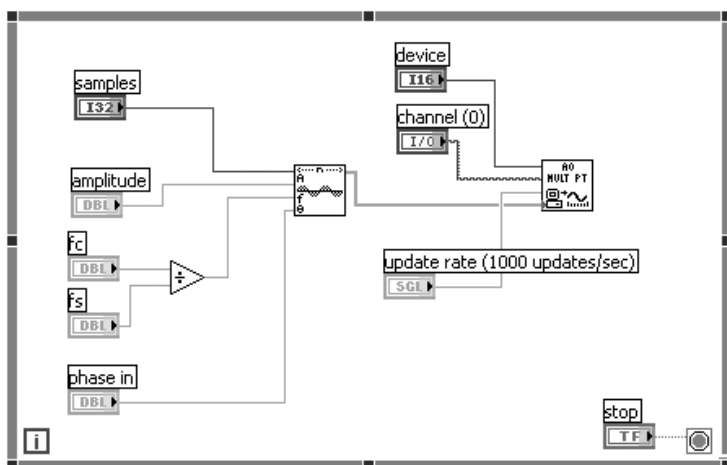 samples
I32
amplitude
DBL
fc
DBL
fs
DBL
phase in
DBL
n
A
f
θ
÷
device
I16
channel (0)
I/O
AO
MULT PT
update rate (1000 updates/sec)
SGL
stop
TF
i